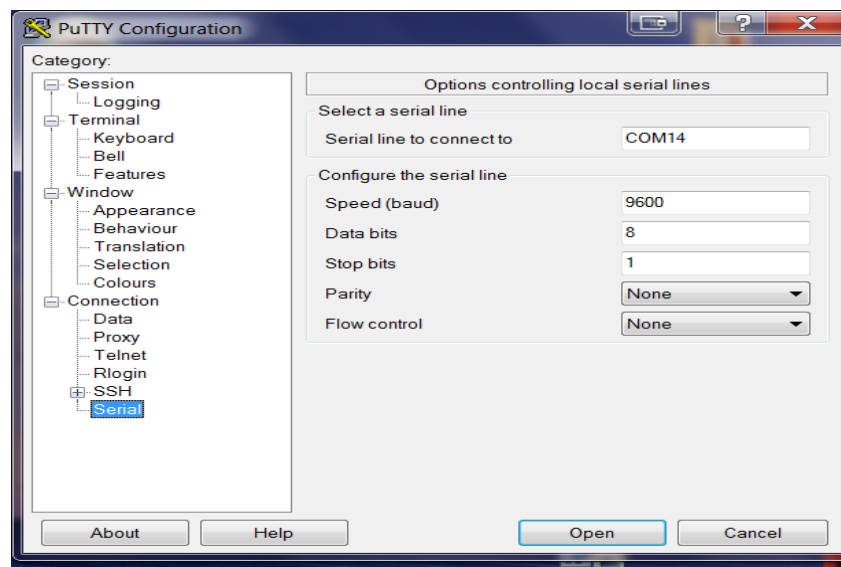 PuTTY Configuration
Category:
Session
Logging
Terminal
Keyboard
Bell
Features
Window
Appearance
Behaviour
Translation
Selection
Colours
Connection
Data
Proxy
Telnet
Rlogin
SSH
Serial
Options controlling local serial lines
Select a serial line
Serial line to connect to COM14
Configure the serial line
Speed (baud) 9600
Data bits 8
Stop bits 1
Parity None
Flow control None
About Help Open Cancel